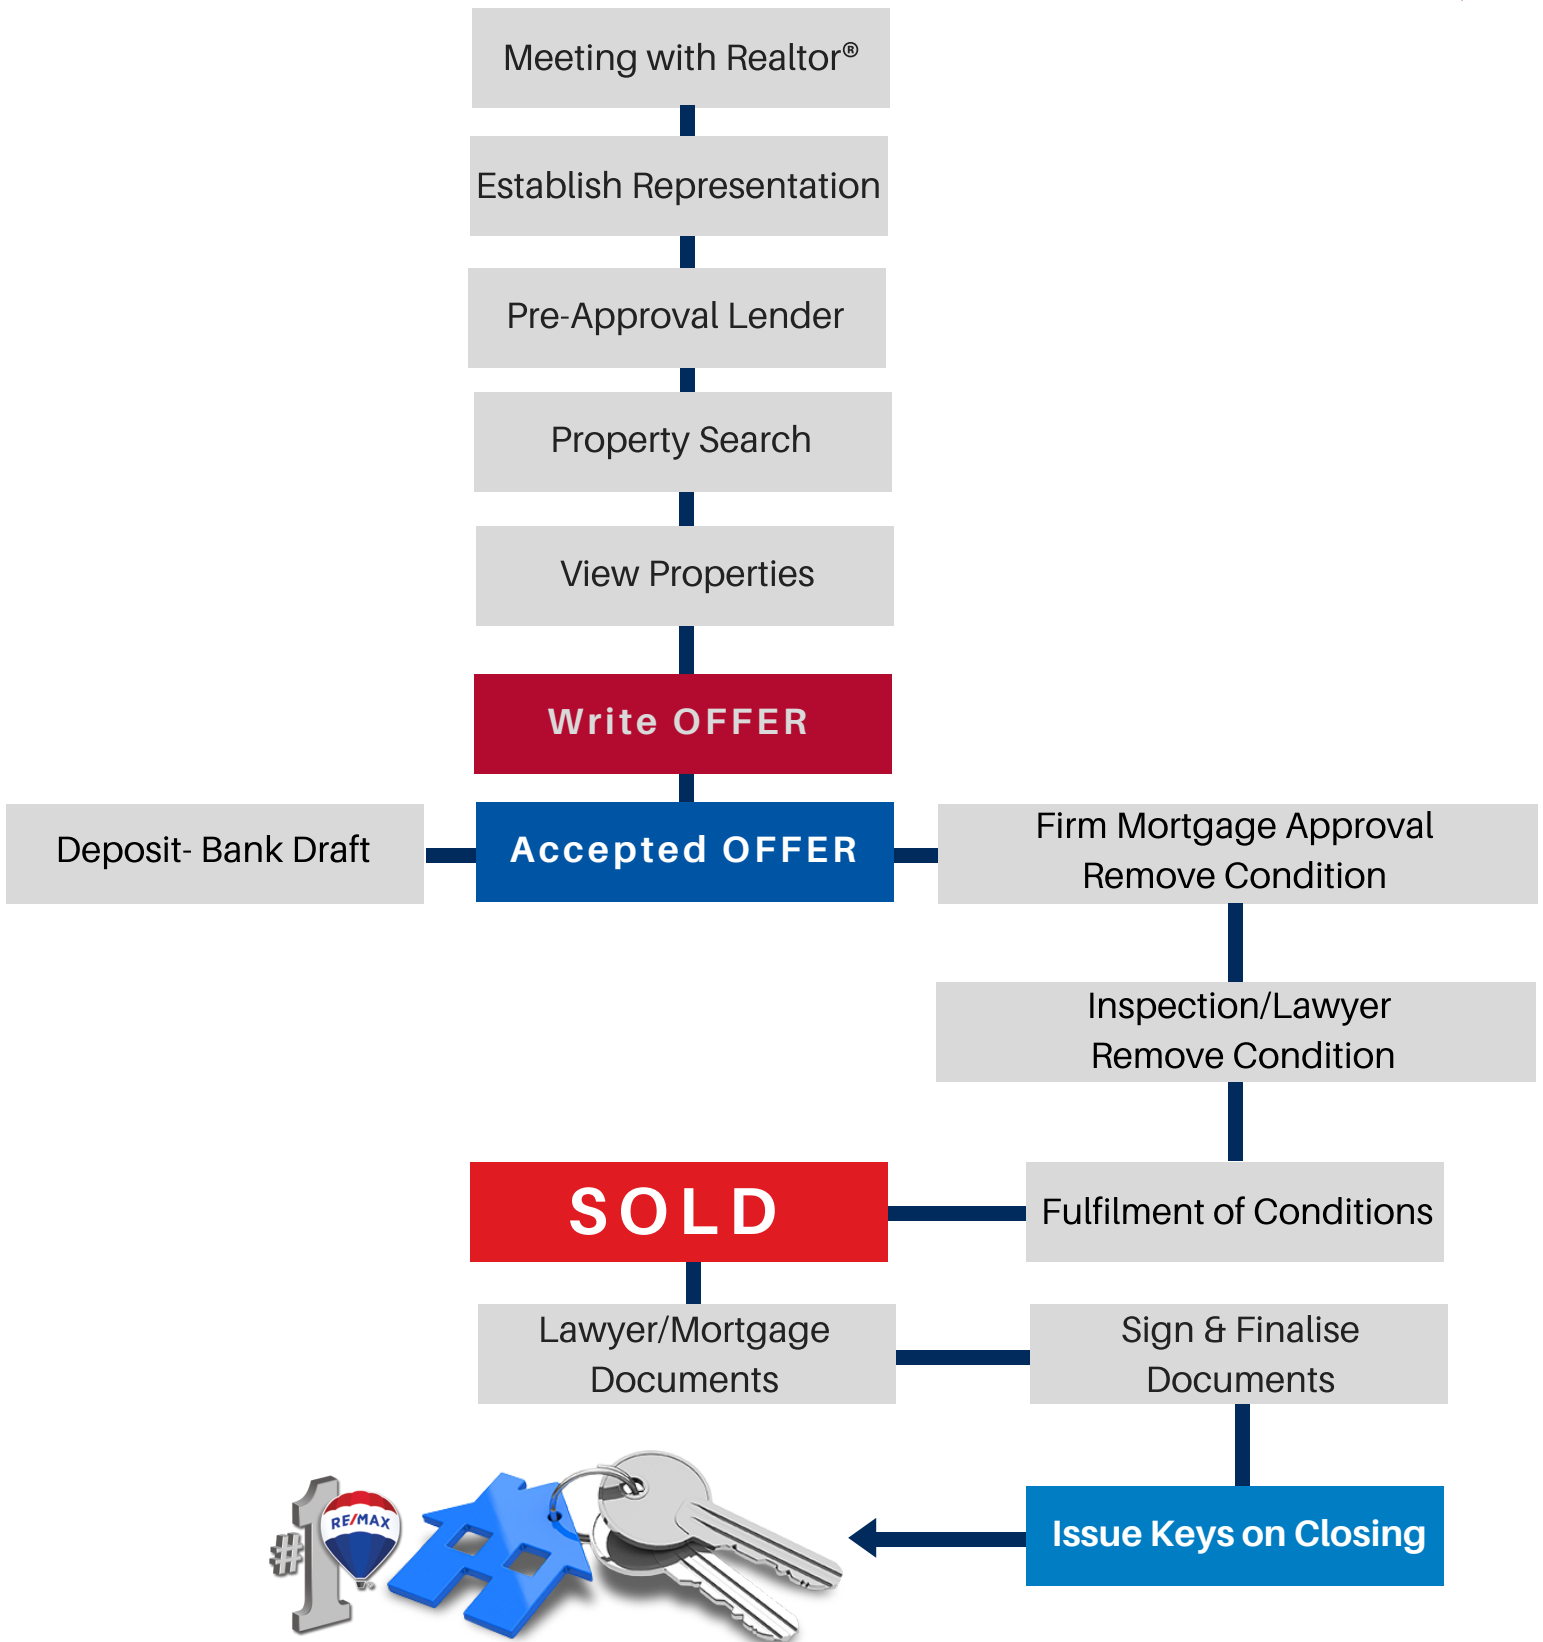 Meeting with Realtor®
Establish Representation
Pre-Approval Lender
Property Search
View Properties
Write OFFER
Deposit- Bank Draft
Accepted OFFER
Firm Mortgage Approval
Remove Condition
Inspection/Lawyer
Remove Condition
SOLD
Fulfilment of Conditions
Lawyer/Mortgage
Documents
Sign & Finalise
Documents
Issue Keys on Closing
#1
RE/MAX